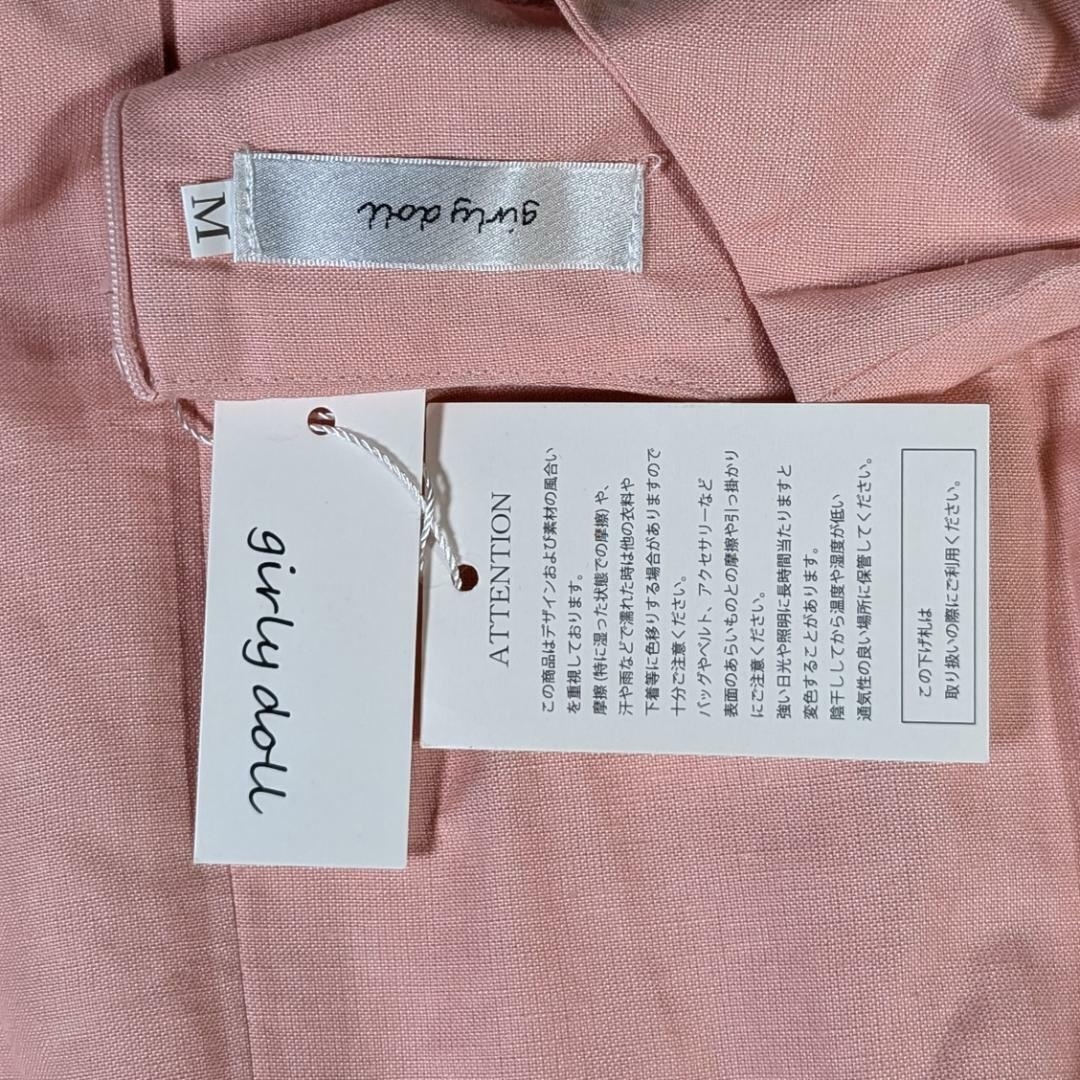 M
girly doll
girly doll
ATTENTION
この商品はデザインおよび素材の風合い
を重視しております。
摩擦(特に湿った状態での摩擦)や、
汗や雨などで濡れた時は他の衣料や
下着等に色移りする場合がありますので
十分ご注意ください。
バッグやベルト、アクセサリーなど
表面のあらいものとの摩擦や引っ掛かり
にご注意ください。
強い日光や照明に長時間当たりますと
変色することがあります。
陰干ししてから温度や湿度が低い
通気性の良い場所に保管してください。
この下げ札は
取り扱いの際にご利用ください。